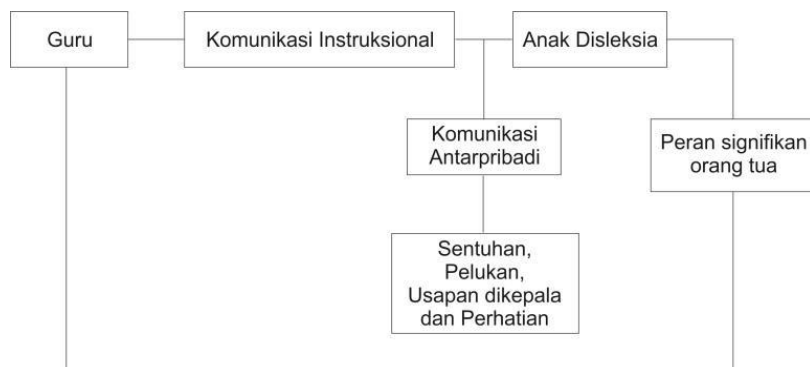 Guru
Komunikasi Instruksional
Anak Disleksia
Komunikasi
Antarpribadi
Peran signifikan
orang tua
Sentuhan,
Pelukan,
Usapan dikepala
dan Perhatian